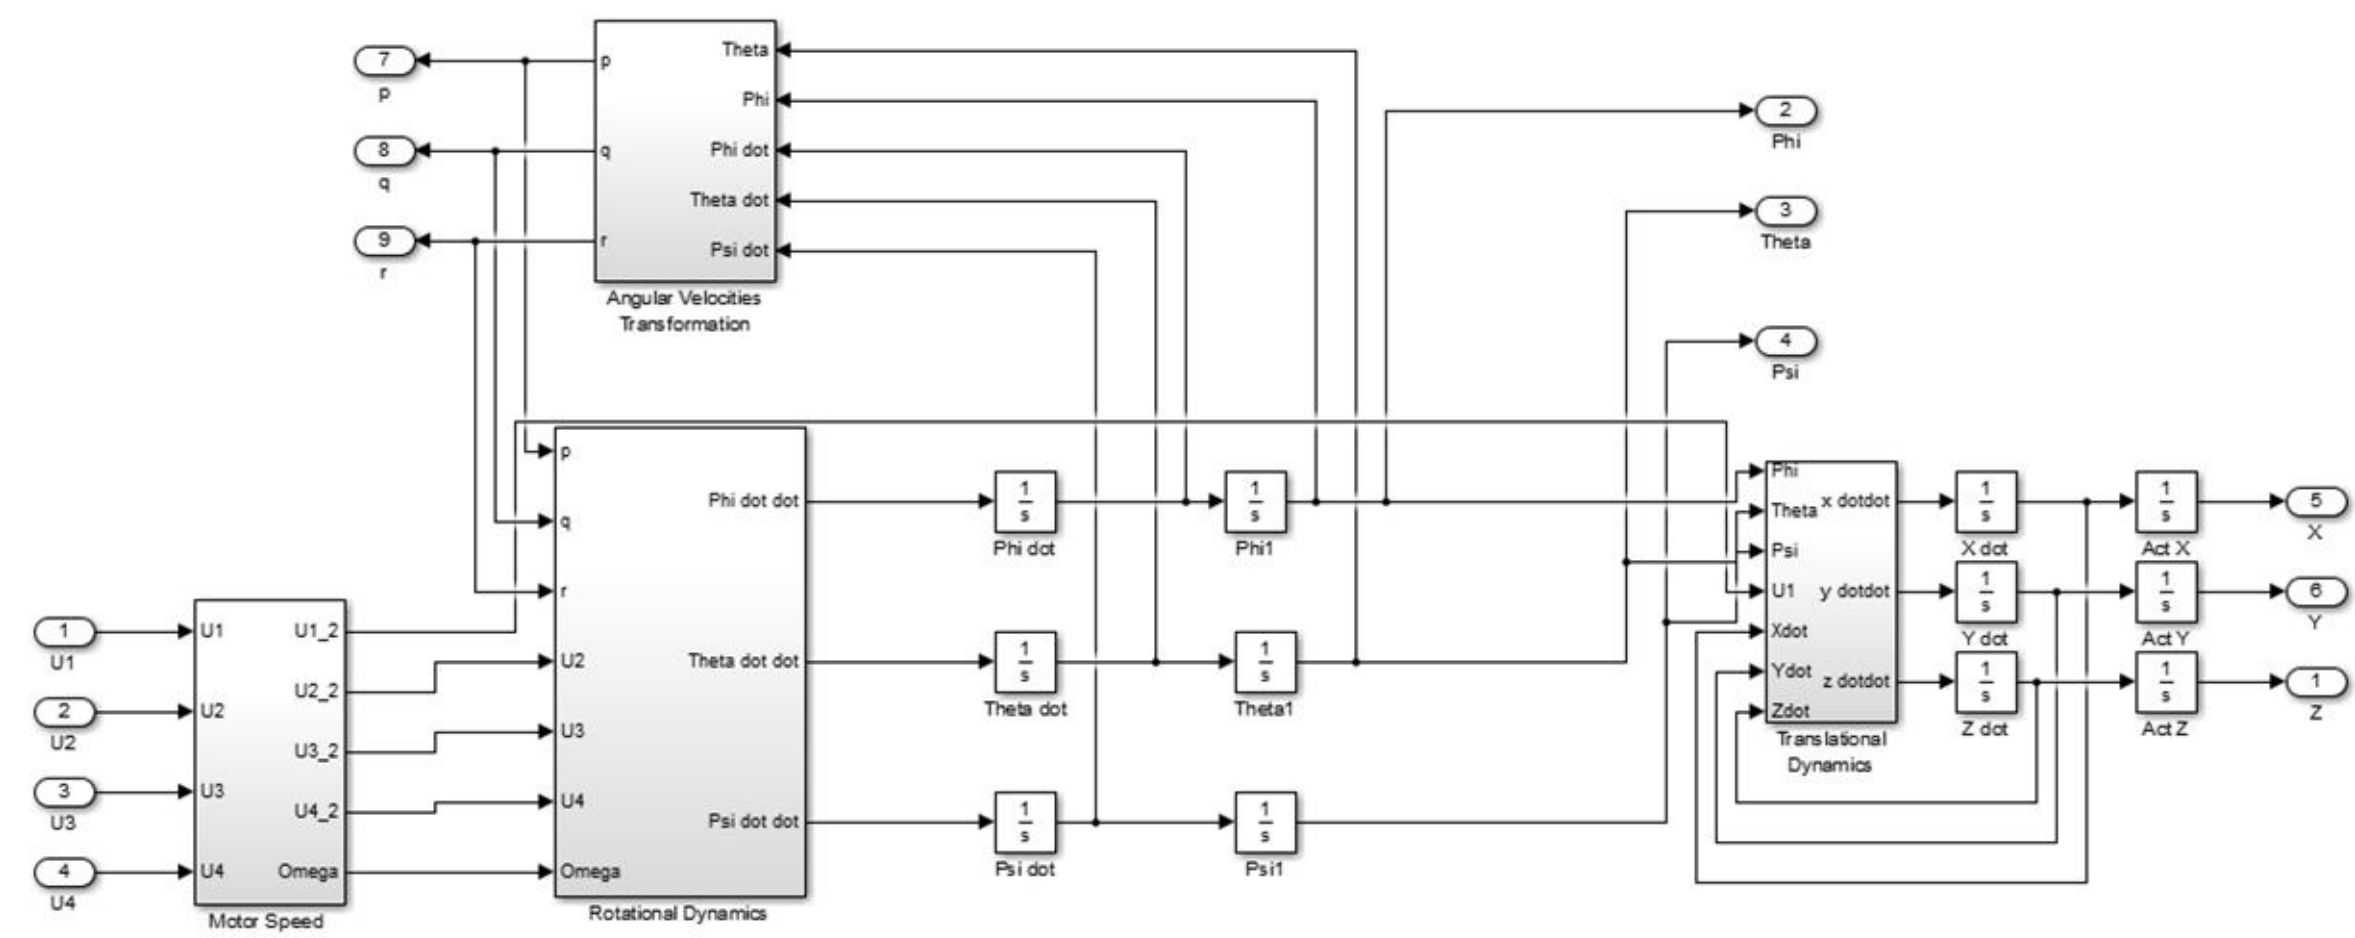 7
p
8
q
9
r
p
q
r
Theta
Phi
Phi dot
Theta dot
Psi dot
Angular Velocities
Transformation
2
Phi
3
Theta
4
Psi
1
U1
2
U2
3
U3
4
U4
U1
U2
U3
U4
U1_2
U2_2
U3_2
U4_2
Omega
Motor Speed
p
q
r
U2
U3
U4
Omega
Phi dot dot
Theta dot dot
Psi dot dot
Rotational Dynamics
1
s
Phi dot
1
s
Phi1
1
s
Theta dot
1
s
Theta1
1
s
Psi dot
1
s
Psi1
Phi
Theta
Psi
U1
Xdot
Ydot
Zdot
x dotdot
y dotdot
z dotdot
Translational
Dynamics
1
s
X dot
1
s
Act X
5
X
1
s
Y dot
1
s
Act Y
6
Y
1
s
Z dot
1
s
Act Z
1
Z